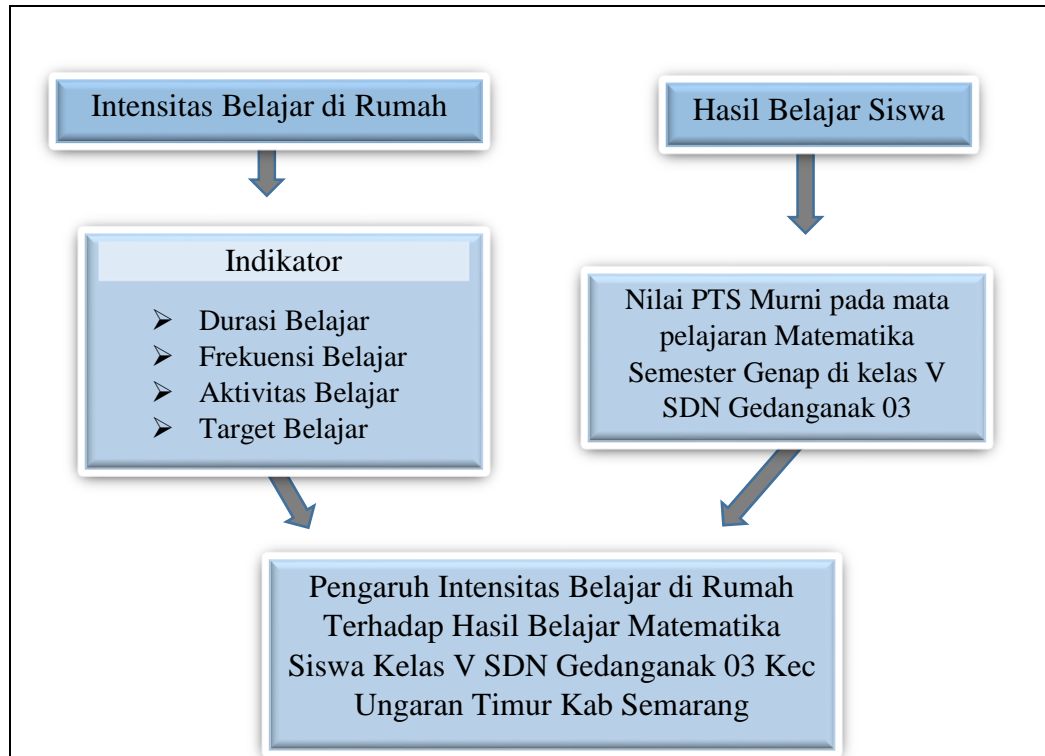 Intensitas Belajar di Rumah
Hasil Belajar Siswa
Indikator
➢ Durasi Belajar
➢ Frekuensi Belajar
➢ Aktivitas Belajar
➢ Target Belajar
Nilai PTS Murni pada mata
pelajaran Matematika
Semester Genap di kelas V
SDN Gedanganak 03
Pengaruh Intensitas Belajar di Rumah
Terhadap Hasil Belajar Matematika
Siswa Kelas V SDN Gedanganak 03 Kec
Ungaran Timur Kab Semarang